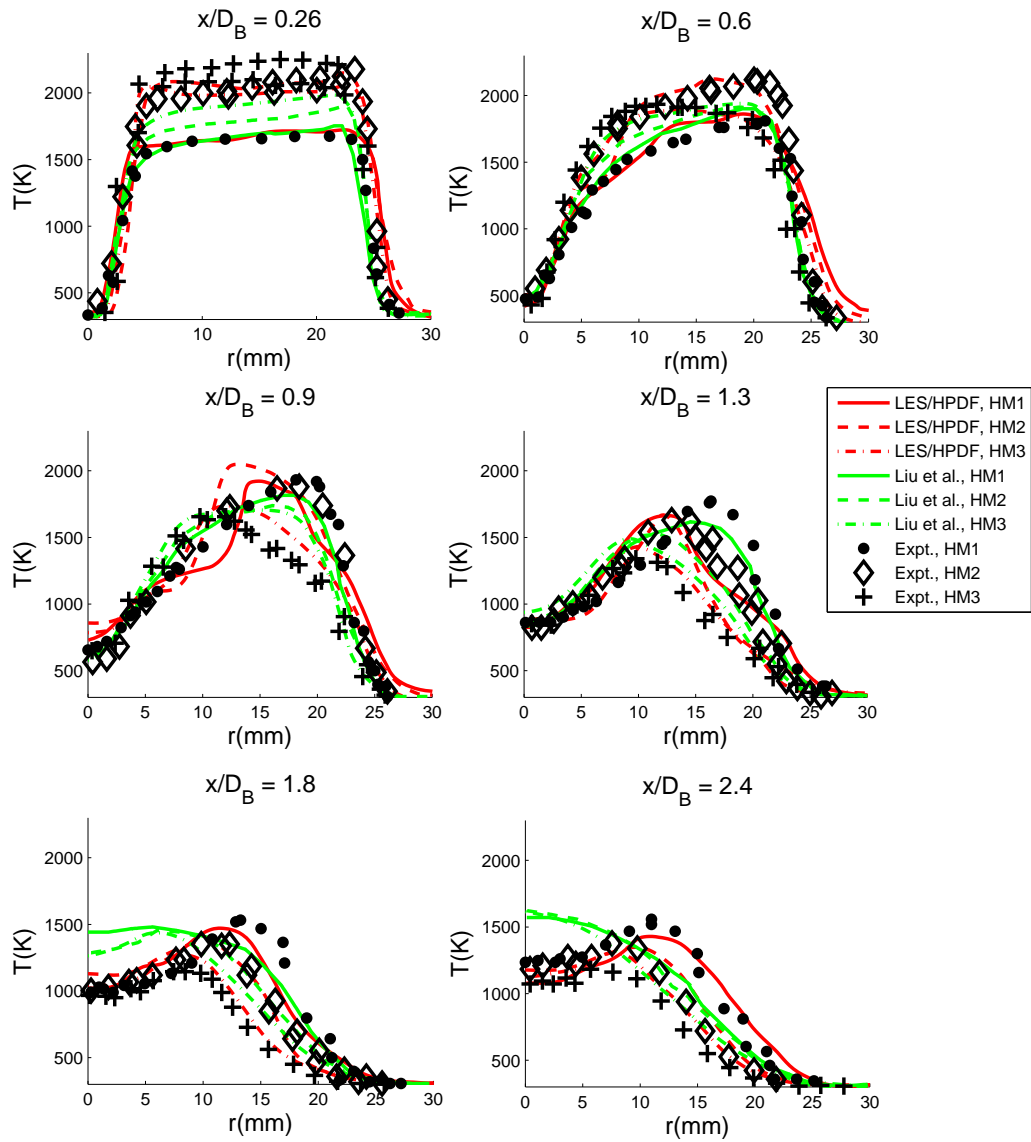 x/D_B = 0.26
T(K)
2000
1500
1000
500
0 10 20 30
r(mm)
x/D_B = 0.6
T(K)
2000
1500
1000
500
0 5 10 15 20 25 30
r(mm)
x/D_B = 0.9
T(K)
2000
1500
1000
500
0 5 10 15 20 25 30
r(mm)
x/D_B = 1.3
T(K)
2000
1500
1000
500
0 5 10 15 20 25 30
r(mm)
LES/HPDF, HM1
LES/HPDF, HM2
LES/HPDF, HM3
Liu et al., HM1
Liu et al., HM2
Liu et al., HM3
Expt., HM1
Expt., HM2
Expt., HM3
x/D_B = 1.8
T(K)
2000
1500
1000
500
0 5 10 15 20 25 30
r(mm)
x/D_B = 2.4
T(K)
2000
1500
1000
500
0 5 10 15 20 25 30
r(mm)